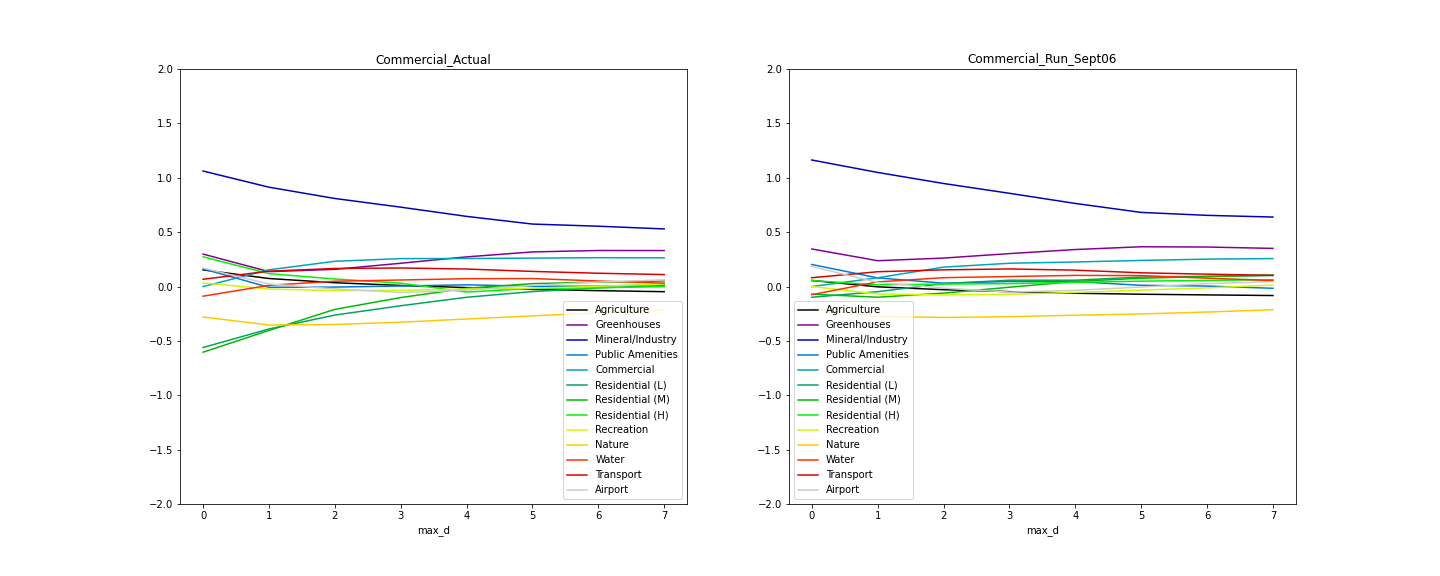 Commercial_Actual
2.0
1.5
1.0
0.5
0.0
−0.5
−1.0
−1.5
−2.0
0 1 2 3 4 5 6 7
max_d
Agriculture
Greenhouses
Mineral/Industry
Public Amenities
Commercial
Residential (L)
Residential (M)
Residential (H)
Recreation
Nature
Water
Transport
Airport
Commercial_Run_Sept06
2.0
1.5
1.0
0.5
0.0
−0.5
−1.0
−1.5
−2.0
0 1 2 3 4 5 6 7
max_d
Agriculture
Greenhouses
Mineral/Industry
Public Amenities
Commercial
Residential (L)
Residential (M)
Residential (H)
Recreation
Nature
Water
Transport
Airport